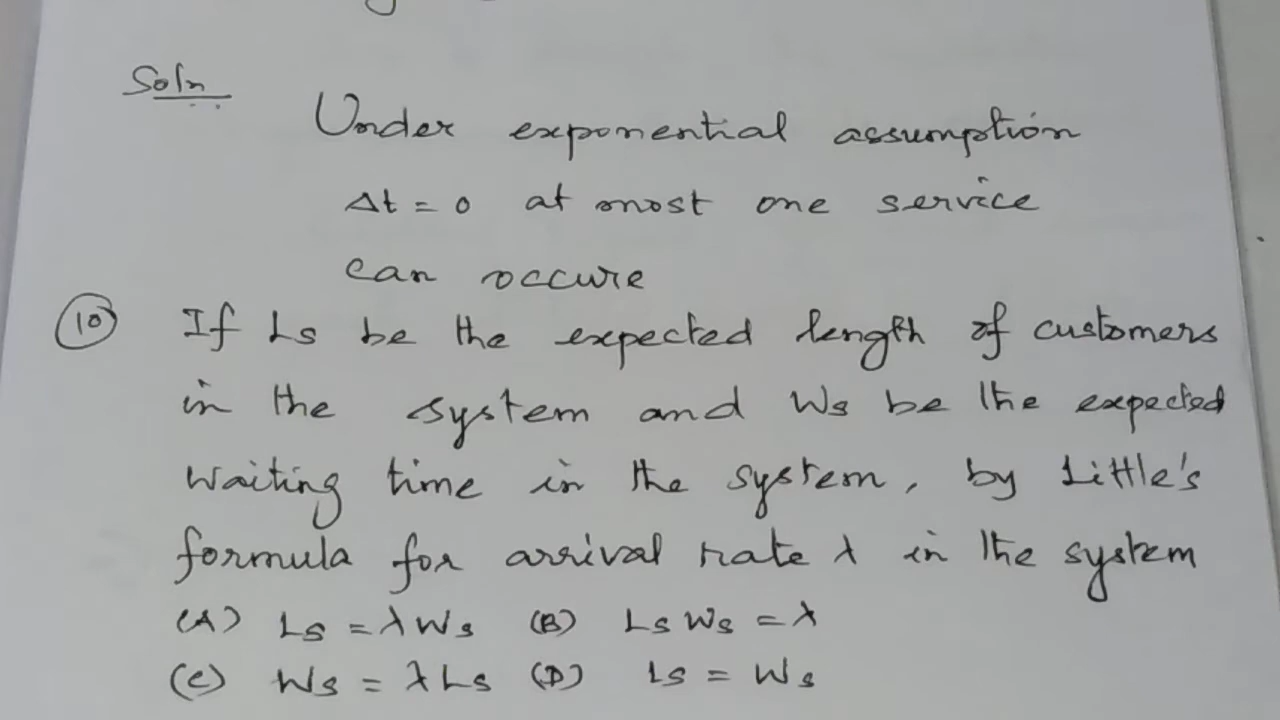 Soln
Under exponential assumption
Δt = 0 at most one service
can occure
(10) If Ls be the expected length of customers
in the system and Ws be the expected
waiting time in the system, by Little's
formula for arrival rate λ in the system
(A) Ls = λWs (B) Ls Ws = λ
(C) Ws = λLs (D) Ls = Ws